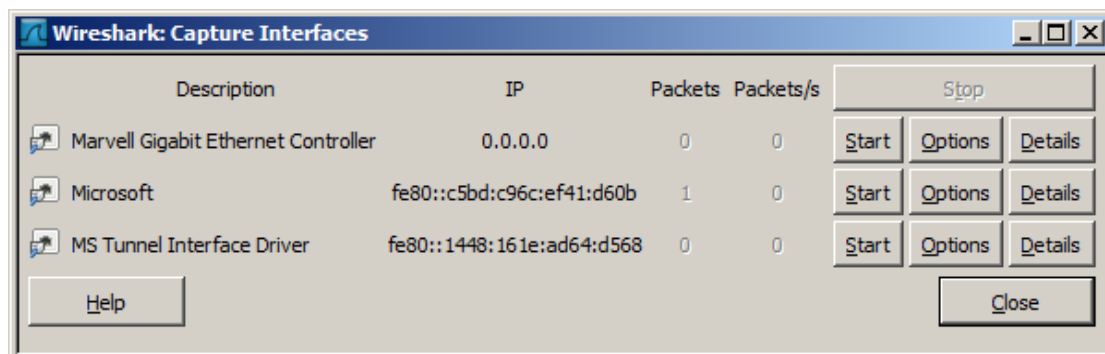 Wireshark: Capture Interfaces
Description IP Packets Packets/s Stop
Marvell Gigabit Ethernet Controller 0.0.0.0 0 0 Start Options Details
Microsoft fe80::c5bd:c96c:ef41:d60b 1 0 Start Options Details
MS Tunnel Interface Driver fe80::1448:161e:ad64:d568 0 0 Start Options Details
Help Close